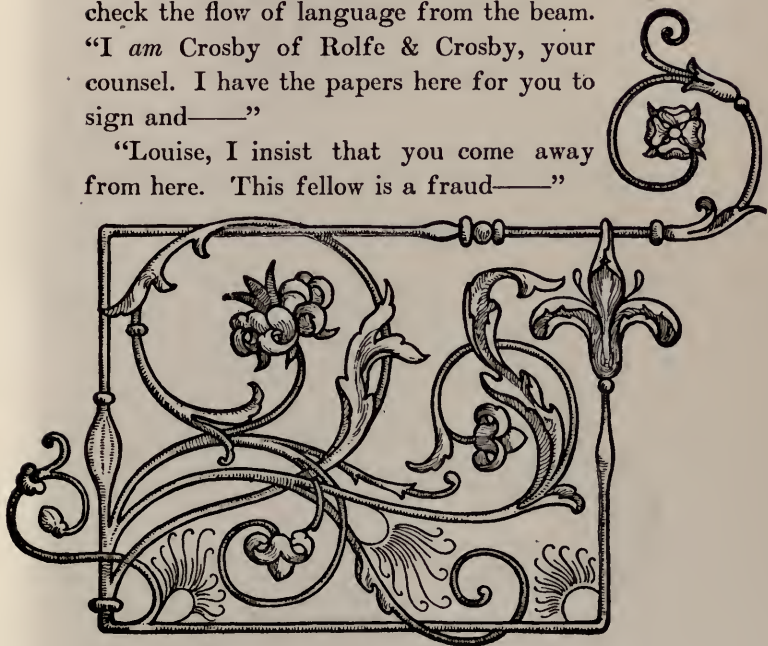 check the flow of language from the beam.
“I am Crosby of Rolfe & Crosby, your
counsel. I have the papers here for you to
sign and——”
“Louise, I insist that you come away
from here. This fellow is a fraud——”